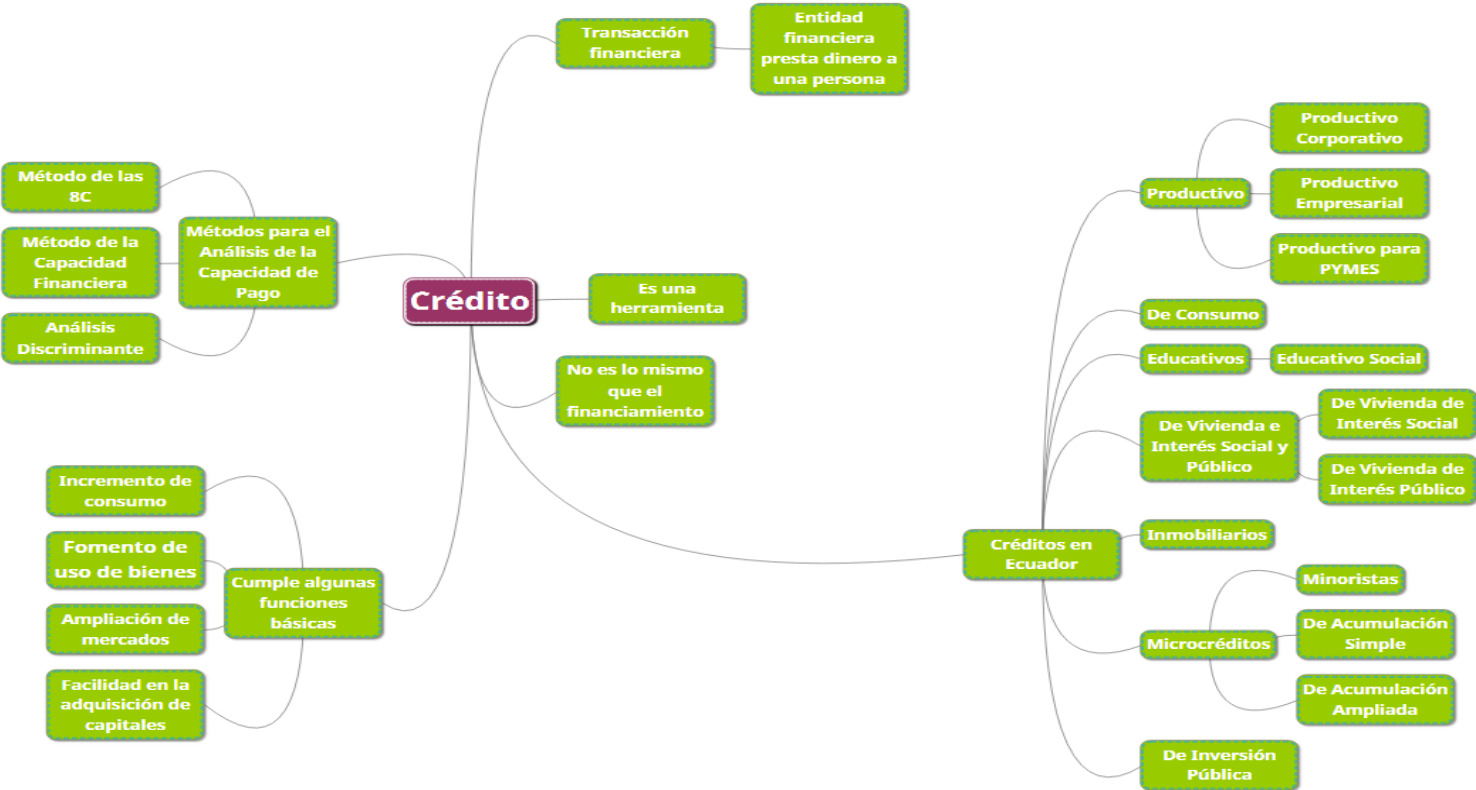 Transacción
financiera
Entidad
financiera
presta dinero a
una persona
Método de las
8C
Método de la
Capacidad
Financiera
Análisis
Discriminante
Métodos para el
Análisis de la
Capacidad de
Pago
Crédito
Es una
herramienta
No es lo mismo
que el
financiamiento
Incremento de
consumo
Fomento de
uso de bienes
Ampliación de
mercados
Facilidad en la
adquisición de
capitales
Cumple algunas
funciones
básicas
Créditos en
Ecuador
Productivo
Productivo
Corporativo
Productivo
Empresarial
Productivo para
PYMES
De Consumo
Educativos
Educativo Social
De Vivienda e
Interés Social y
Público
De Vivienda de
Interés Social
De Vivienda de
Interés Público
Inmobiliarios
Microcréditos
Minoristas
De Acumulación
Simple
De Acumulación
Ampliada
De Inversión
Pública